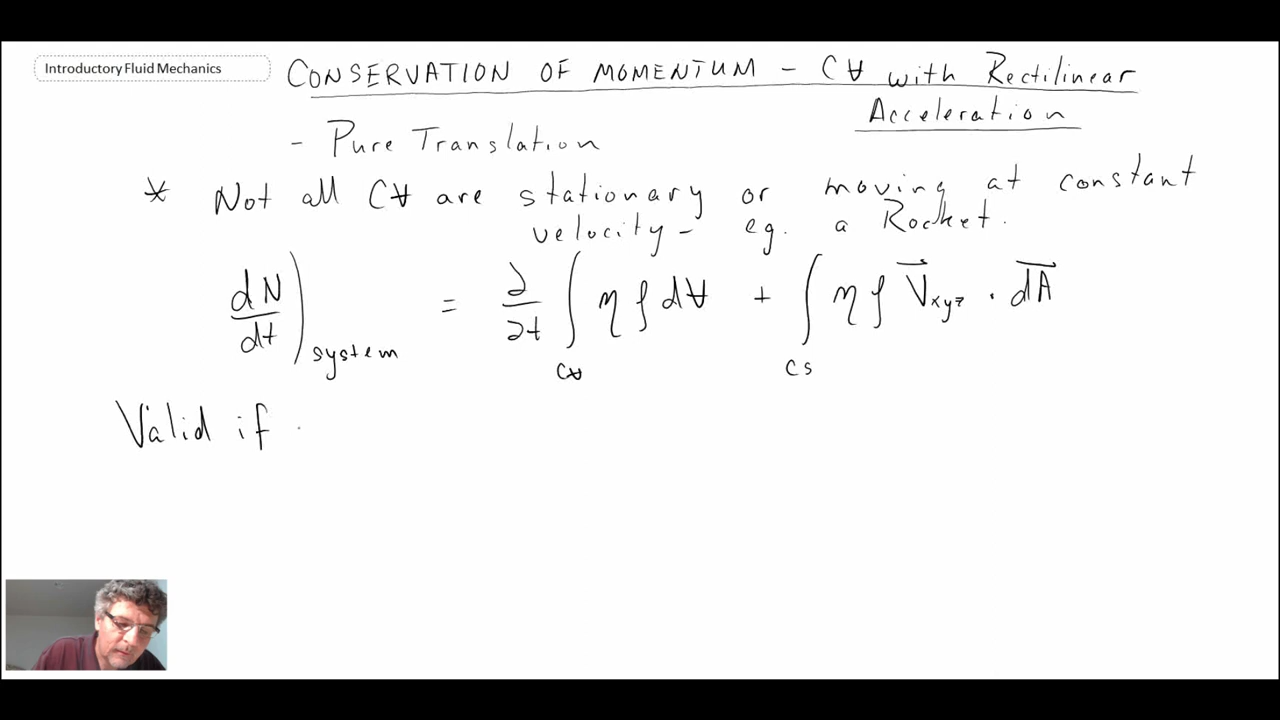 Introductory Fluid Mechanics
CONSERVATION OF MOMENTUM - C∀ with Rectilinear
Acceleration
- Pure Translation
* Not all C∀ are stationary or moving at constant
velocity - eg. a Rocket.
dN/dt)system = ∂/∂t ∫C∀ η ρ d∀ + ∫CS η ρ V⃗xyz · dA⃗
Valid if